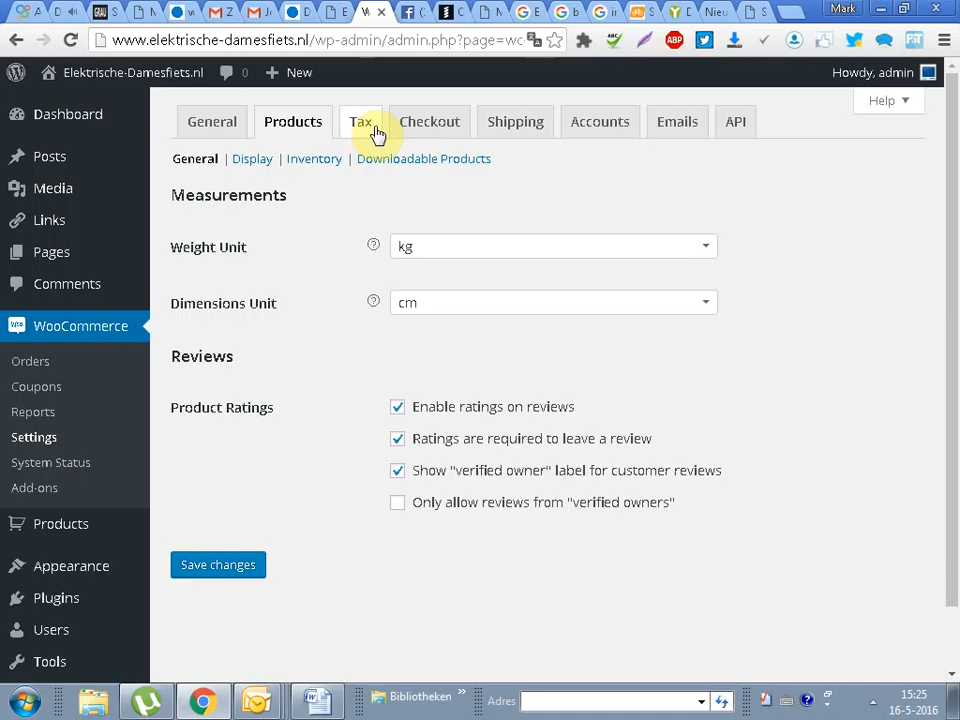 Mark
www.elektrische-damesfiets.nl/wp-admin/admin.php?page=wc
ABP
Elektrische-Damesfiets.nl
0
New
Howdy, admin
Help
Dashboard
Posts
Media
Links
Pages
Comments
WooCommerce
Orders
Coupons
Reports
Settings
System Status
Add-ons
Products
Appearance
Plugins
Users
Tools
General
Products
Tax
Checkout
Shipping
Accounts
Emails
API
General | Display | Inventory | Downloadable Products
Measurements
Weight Unit
kg
Dimensions Unit
cm
Reviews
Product Ratings
Enable ratings on reviews
Ratings are required to leave a review
Show "verified owner" label for customer reviews
Only allow reviews from "verified owners"
Save changes
Bibliotheken
Adres
15:25
16-5-2016